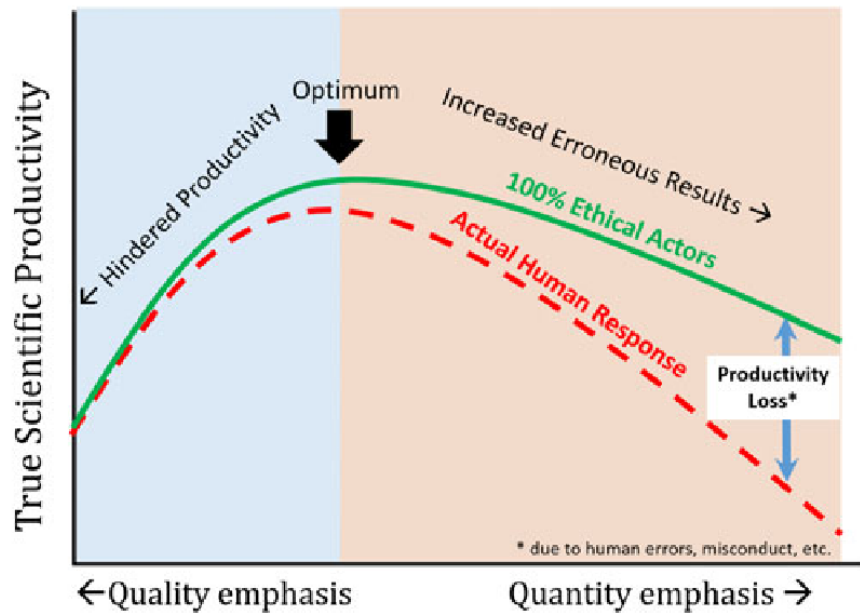 True Scientific Productivity
Optimum
← Hindered Productivity
Increased Erroneous Results →
100% Ethical Actors
Actual Human Response
Productivity
Loss*
* due to human errors, misconduct, etc.
←Quality emphasis
Quantity emphasis →